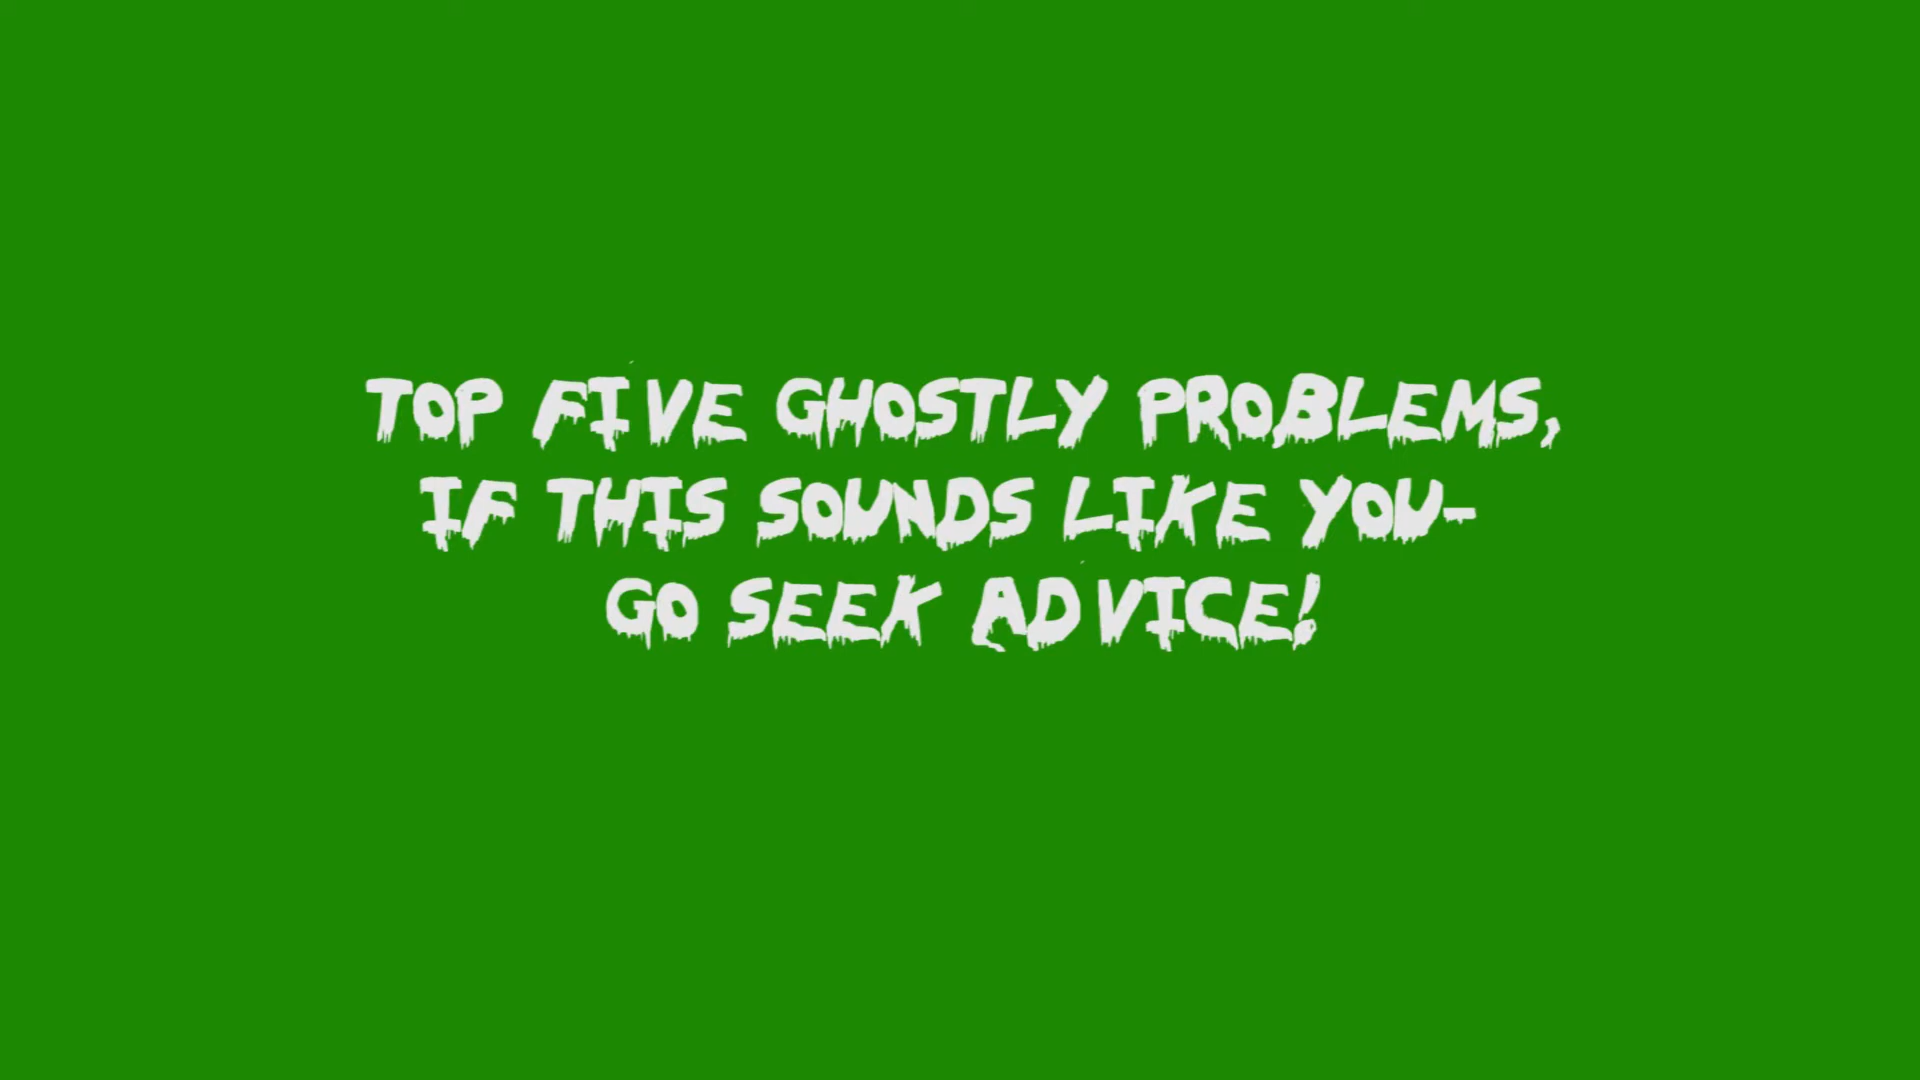 TOP FIVE GHOSTLY PROBLEMS,
IF THIS SOUNDS LIKE YOU-
GO SEEK ADVICE!